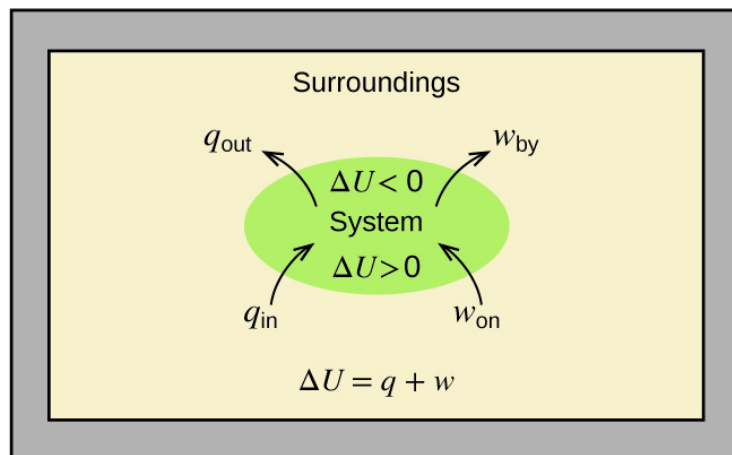 Surroundings
q_out
w_by
ΔU < 0
System
ΔU > 0
q_in
w_on
ΔU = q + w